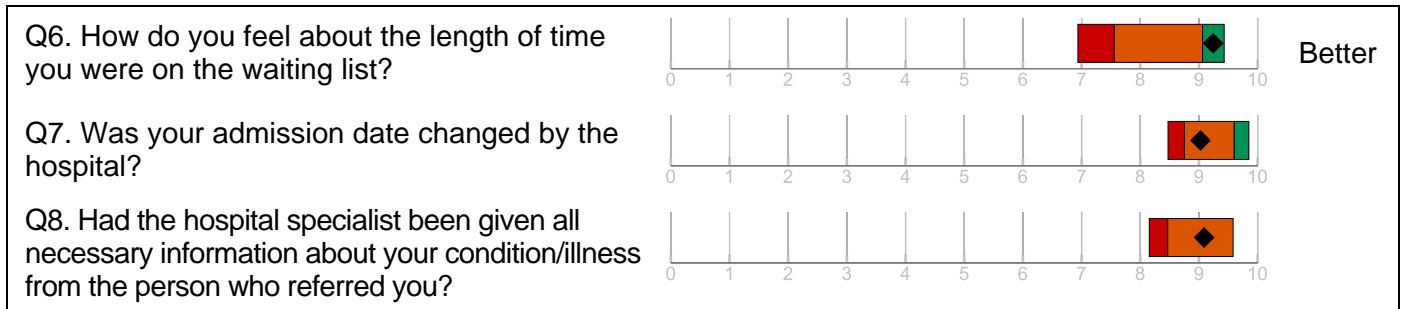 Q6. How do you feel about the length of time
you were on the waiting list?
0 1 2 3 4 5 6 7 8 9 10
Better
Q7. Was your admission date changed by the
hospital?
0 1 2 3 4 5 6 7 8 9 10
Q8. Had the hospital specialist been given all
necessary information about your condition/illness
from the person who referred you?
0 1 2 3 4 5 6 7 8 9 10